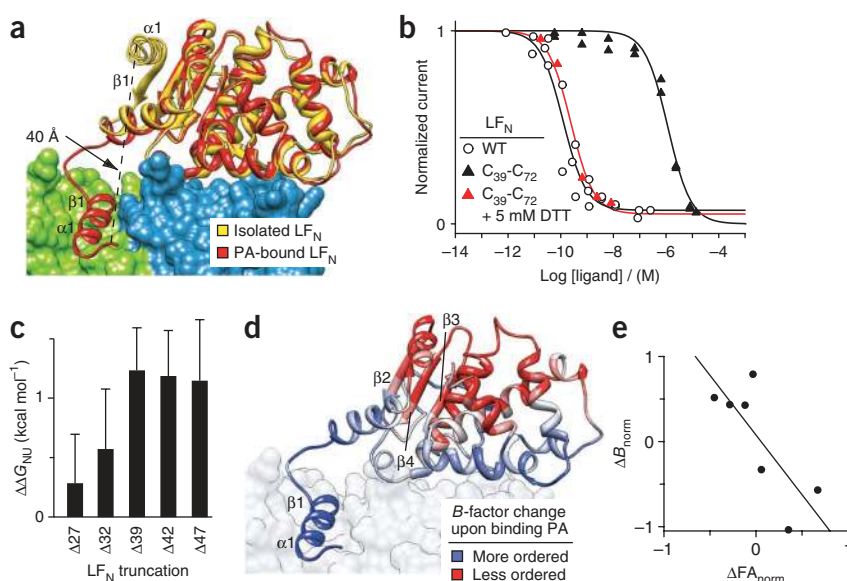 a
α1
β1
40 Å
β1
α1
Isolated LFN
PA-bound LFN
b
Normalized current
1
0
LFN
WT
C39-C72
C39-C72
+ 5 mM DTT
−14 −12 −10 −8 −6 −4
Log [ligand] / (M)
c
ΔΔGNU (kcal mol−1)
1
0
Δ27 Δ32 Δ39 Δ42 Δ47
LFN truncation
d
β3
β2
β4
β1
α1
B-factor change
upon binding PA
More ordered
Less ordered
e
ΔBnorm
1
0
−1
−1 0 1
ΔFAnorm